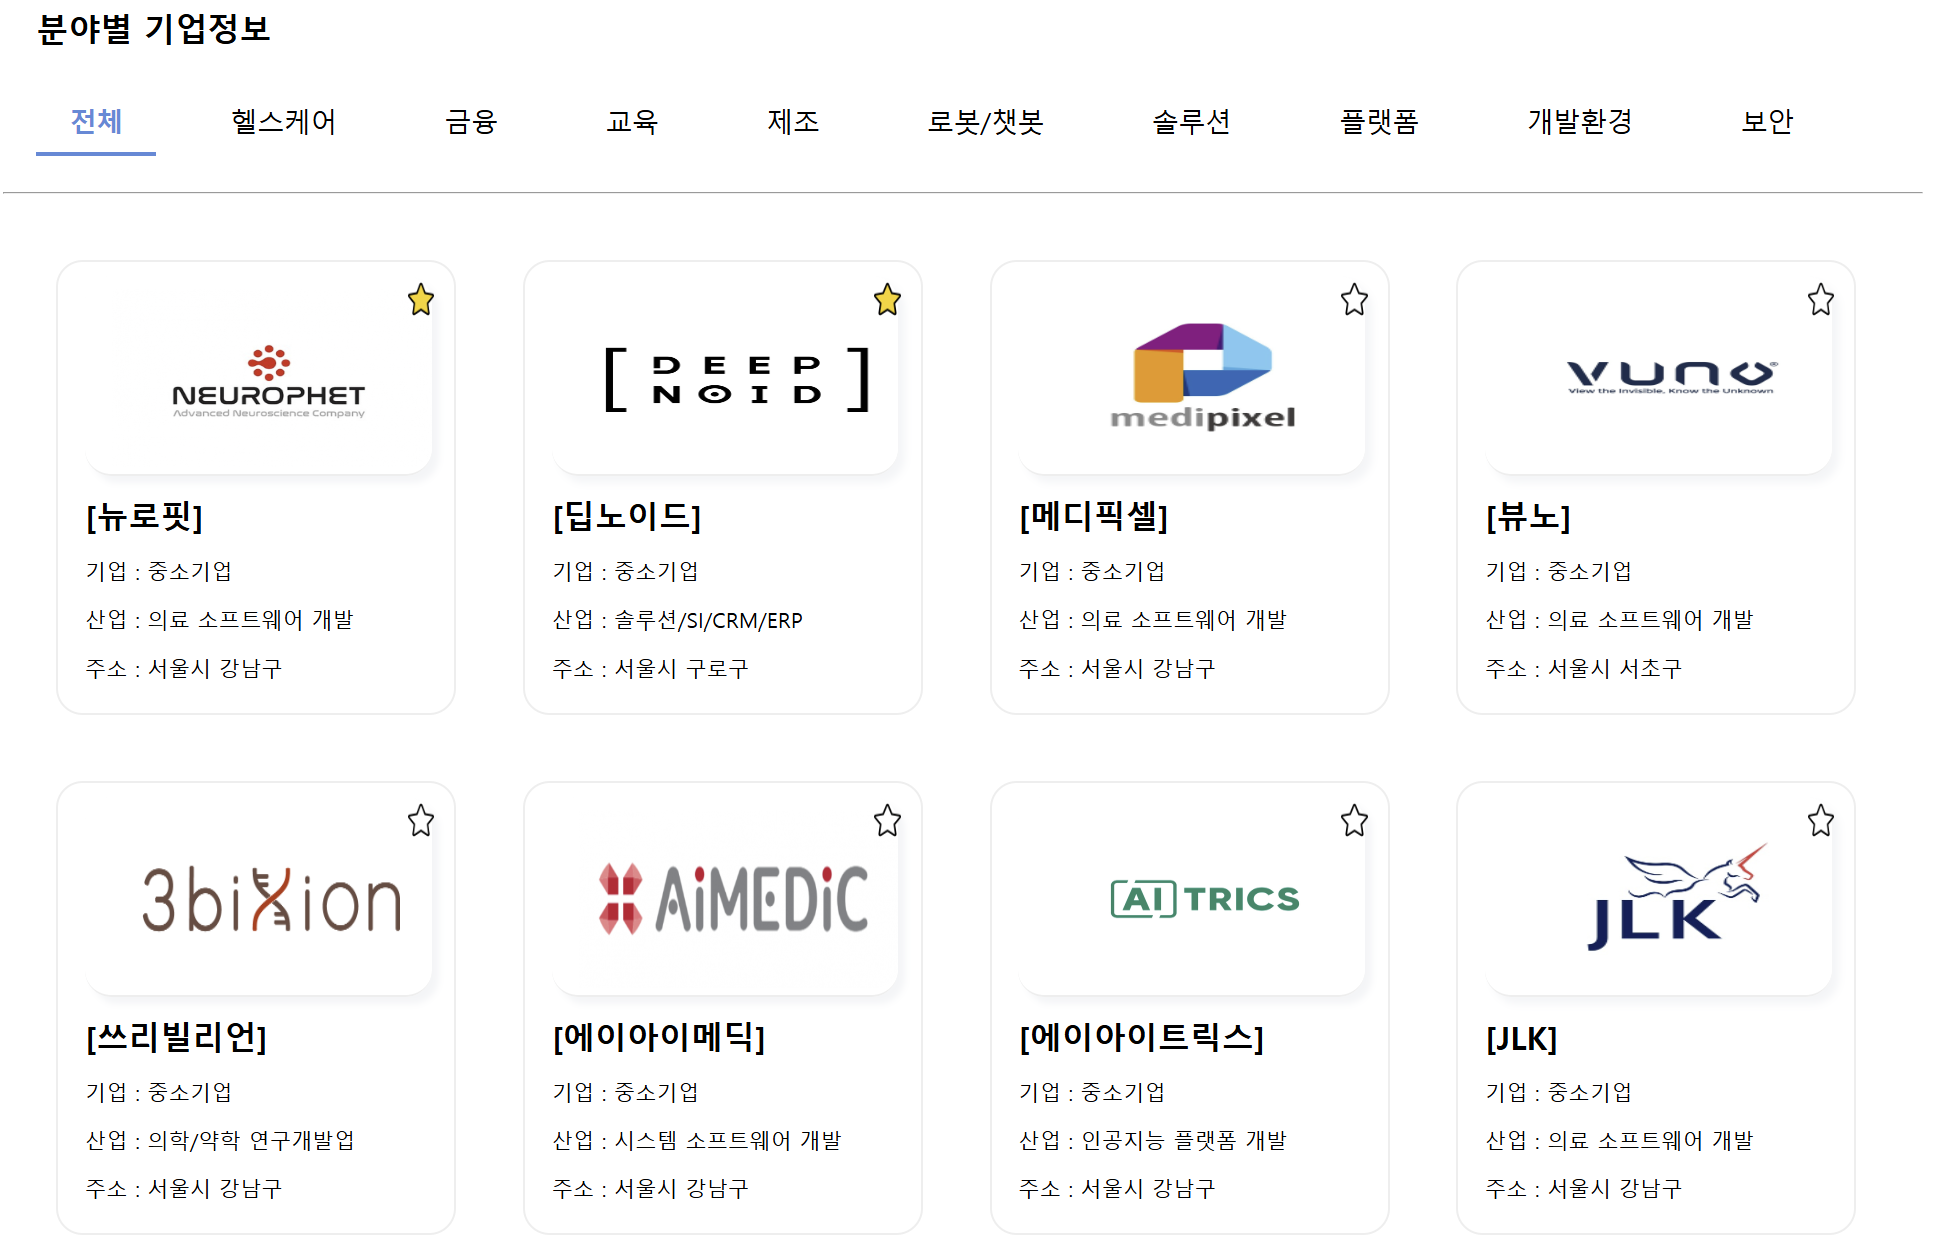 분야별 기업정보
전체 헬스케어 금융 교육 제조 로봇/챗봇 솔루션 플랫폼 개발환경 보안
NEUROPHET
Advanced Neuroscience Company
[뉴로핏]
기업 : 중소기업
산업 : 의료 소프트웨어 개발
주소 : 서울시 강남구
[ DEEP
NOID ]
[딥노이드]
기업 : 중소기업
산업 : 솔루션/SI/CRM/ERP
주소 : 서울시 구로구
medipixel
[메디픽셀]
기업 : 중소기업
산업 : 의료 소프트웨어 개발
주소 : 서울시 강남구
VUNO®
View the Invisible, Know the Unknown
[뷰노]
기업 : 중소기업
산업 : 의료 소프트웨어 개발
주소 : 서울시 서초구
3bixion
[쓰리빌리언]
기업 : 중소기업
산업 : 의학/약학 연구개발업
주소 : 서울시 강남구
AiMEDiC
[에이아이메딕]
기업 : 중소기업
산업 : 시스템 소프트웨어 개발
주소 : 서울시 강남구
AITRICS
[에이아이트릭스]
기업 : 중소기업
산업 : 인공지능 플랫폼 개발
주소 : 서울시 강남구
JLK
[JLK]
기업 : 중소기업
산업 : 의료 소프트웨어 개발
주소 : 서울시 강남구